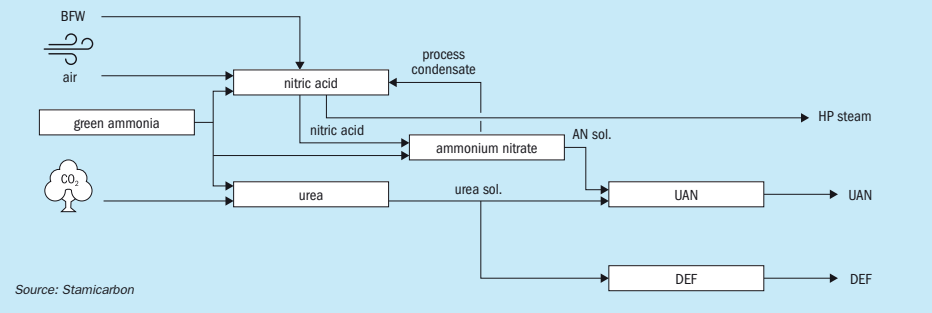 BFW
process
condensate
air
nitric acid
HP steam
green ammonia
nitric acid
AN sol.
ammonium nitrate
CO₂
urea
urea sol.
UAN
UAN
DEF
DEF
Source: Stamicarbon